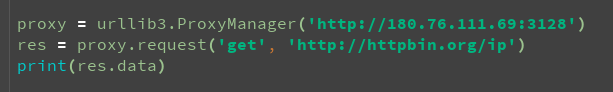 proxy = urllib3.ProxyManager('http://180.76.111.69:3128')
res = proxy.request('get', 'http://httpbin.org/ip')
print(res.data)